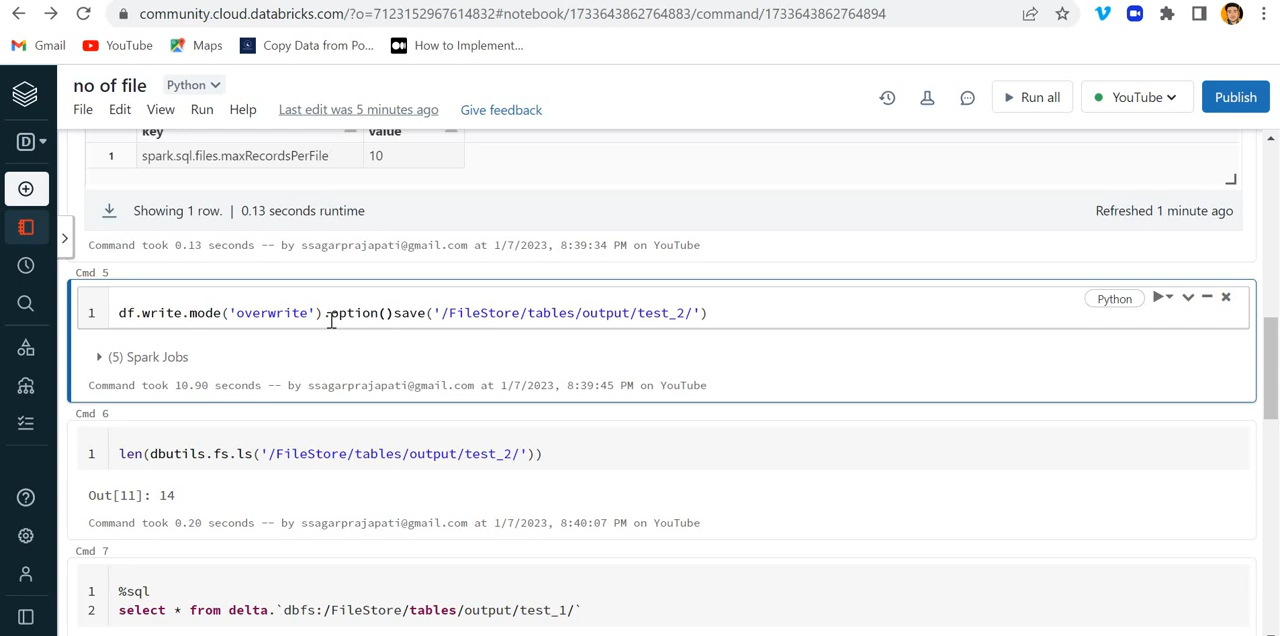 community.cloud.databricks.com/?o=7123152967614832#notebook/1733643862764883/command/1733643862764894
Gmail YouTube Maps Copy Data from Po... How to Implement...
no of file Python
File Edit View Run Help Last edit was 5 minutes ago Give feedback
Run all YouTube Publish
D
key value
1 spark.sql.files.maxRecordsPerFile 10
Showing 1 row. | 0.13 seconds runtime Refreshed 1 minute ago
Command took 0.13 seconds -- by ssagarprajapati@gmail.com at 1/7/2023, 8:39:34 PM on YouTube
Cmd 5
Python
1 df.write.mode('overwrite').option()save('/FileStore/tables/output/test_2/')
(5) Spark Jobs
Command took 10.90 seconds -- by ssagarprajapati@gmail.com at 1/7/2023, 8:39:45 PM on YouTube
Cmd 6
1 len(dbutils.fs.ls('/FileStore/tables/output/test_2/'))
Out[11]: 14
Command took 0.20 seconds -- by ssagarprajapati@gmail.com at 1/7/2023, 8:40:07 PM on YouTube
Cmd 7
1 %sql
2 select * from delta.`dbfs:/FileStore/tables/output/test_1/`